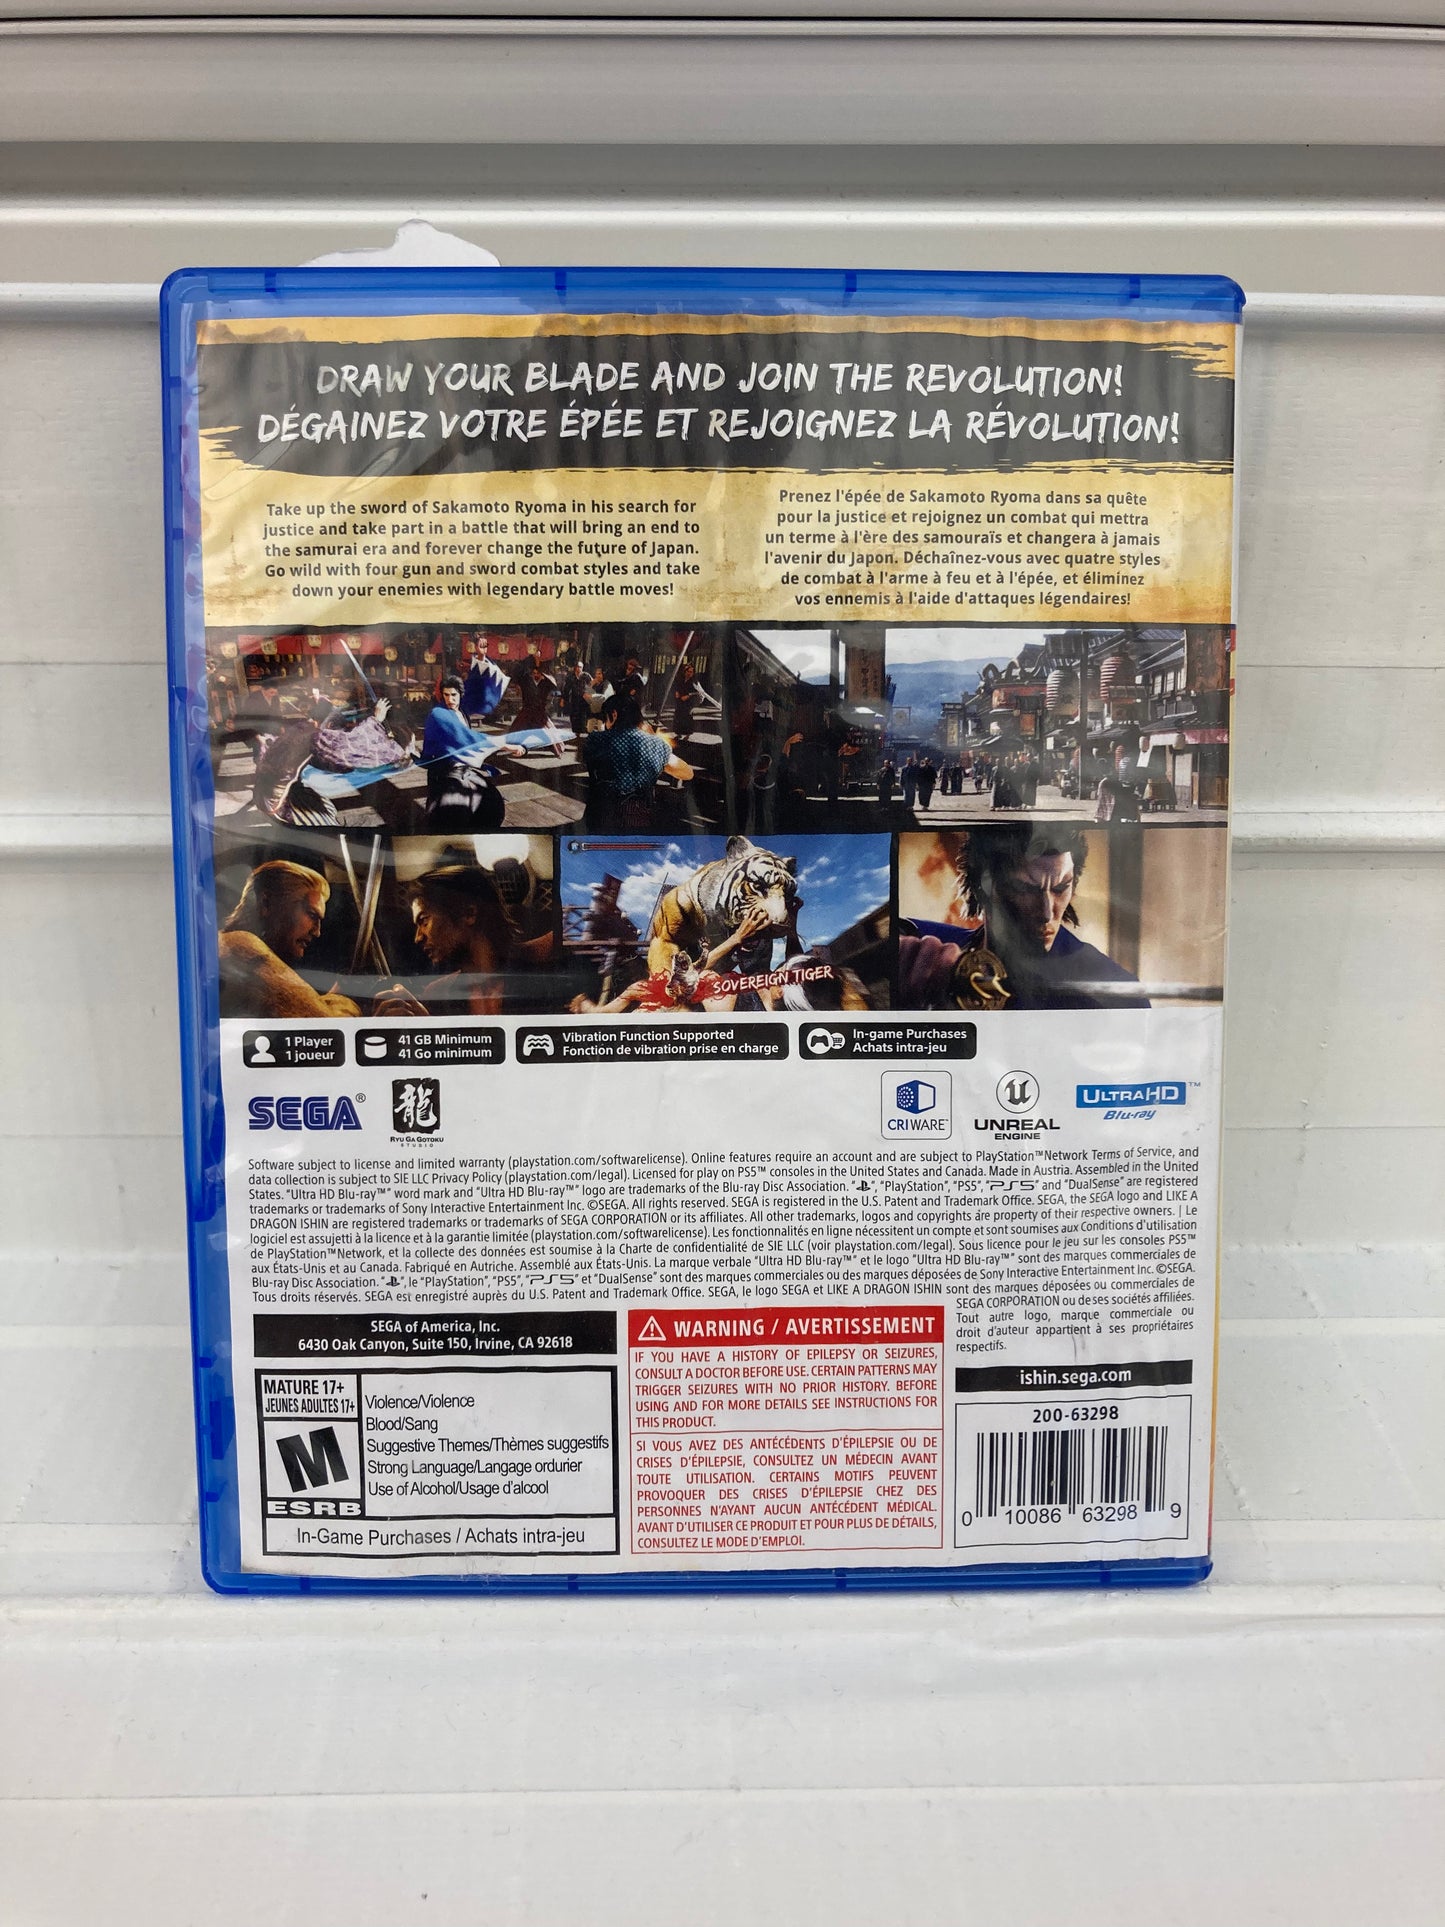 DRAW YOUR BLADE AND JOIN THE REVOLUTION!
DÉGAINEZ VOTRE ÉPÉE ET REJOIGNEZ LA RÉVOLUTION!
Take up the sword of Sakamoto Ryoma in his search for
justice and take part in a battle that will bring an end to
the samurai era and forever change the future of Japan.
Go wild with four gun and sword combat styles and take
down your enemies with legendary battle moves!
Prenez l'épée de Sakamoto Ryoma dans sa quête
pour la justice et rejoignez un combat qui mettra
un terme à l'ère des samouraïs et changera à jamais
l'avenir du Japon. Déchaînez-vous avec quatre styles
de combat à l'arme à feu et à l'épée, et éliminez
vos ennemis à l'aide d'attaques légendaires!
SOVEREIGN TIGER
1 Player
1 joueur
41 GB Minimum
41 Go minimum
Vibration Function Supported
Fonction de vibration prise en charge
In-game Purchases
Achats intra-jeu
SEGA®
龍
RYU GA GOTOKU
STUDIO
CRIWARE™
UNREAL
ENGINE
ULTRA HD™
Blu-ray
Software subject to license and limited warranty (playstation.com/softwarelicense). Online features require an account and are subject to PlayStation™Network Terms of Service, and
data collection is subject to SIE LLC Privacy Policy (playstation.com/legal). Licensed for play on PS5™ consoles in the United States and Canada. Made in Austria. Assembled in the United
States. "Ultra HD Blu-ray™" word mark and "Ultra HD Blu-ray™" logo are trademarks of the Blu-ray Disc Association. "", "PlayStation", "PS5", "PS5" and "DualSense" are registered
trademarks or trademarks of Sony Interactive Entertainment Inc. ©SEGA. All rights reserved. SEGA is registered in the U.S. Patent and Trademark Office. SEGA, the SEGA logo and LIKE A
DRAGON ISHIN are registered trademarks or trademarks of SEGA CORPORATION or its affiliates. All other trademarks, logos and copyrights are property of their respective owners. | Le
logiciel est assujetti à la licence et à la garantie limitée (playstation.com/softwarelicense). Les fonctionnalités en ligne nécessitent un compte et sont soumises aux Conditions d'utilisation
de PlayStation™Network, et la collecte des données est soumise à la Charte de confidentialité de SIE LLC (voir playstation.com/legal). Sous licence pour le jeu sur les consoles PS5™
aux États-Unis et au Canada. Fabriqué en Autriche. Assemblé aux États-Unis. La marque verbale "Ultra HD Blu-ray™" et le logo "Ultra HD Blu-ray™" sont des marques commerciales de
Blu-ray Disc Association. "", le "PlayStation", "PS5", "PS5" et "DualSense" sont des marques commerciales ou des marques déposées de Sony Interactive Entertainment Inc. ©SEGA.
Tous droits réservés. SEGA est enregistré auprès du U.S. Patent and Trademark Office. SEGA, le logo SEGA et LIKE A DRAGON ISHIN sont des marques déposées ou commerciales de
SEGA CORPORATION ou de ses sociétés affiliées.
Tout autre logo, marque commerciale ou
droit d'auteur appartient à ses propriétaires
respectifs.
SEGA of America, Inc.
6430 Oak Canyon, Suite 150, Irvine, CA 92618
MATURE 17+
JEUNES ADULTES 17+
M
ESRB
Violence/Violence
Blood/Sang
Suggestive Themes/Thèmes suggestifs
Strong Language/Langage ordurier
Use of Alcohol/Usage d'alcool
In-Game Purchases / Achats intra-jeu
WARNING / AVERTISSEMENT
IF YOU HAVE A HISTORY OF EPILEPSY OR SEIZURES,
CONSULT A DOCTOR BEFORE USE. CERTAIN PATTERNS MAY
TRIGGER SEIZURES WITH NO PRIOR HISTORY. BEFORE
USING AND FOR MORE DETAILS SEE INSTRUCTIONS FOR
THIS PRODUCT.
SI VOUS AVEZ DES ANTÉCÉDENTS D'ÉPILEPSIE OU DE
CRISES D'ÉPILEPSIE, CONSULTEZ UN MÉDECIN AVANT
TOUTE UTILISATION. CERTAINS MOTIFS PEUVENT
PROVOQUER DES CRISES D'ÉPILEPSIE CHEZ DES
PERSONNES N'AYANT AUCUN ANTÉCÉDENT MÉDICAL.
AVANT D'UTILISER CE PRODUIT ET POUR PLUS DE DÉTAILS,
CONSULTEZ LE MODE D'EMPLOI.
ishin.sega.com
200-63298
0 10086 63298 9